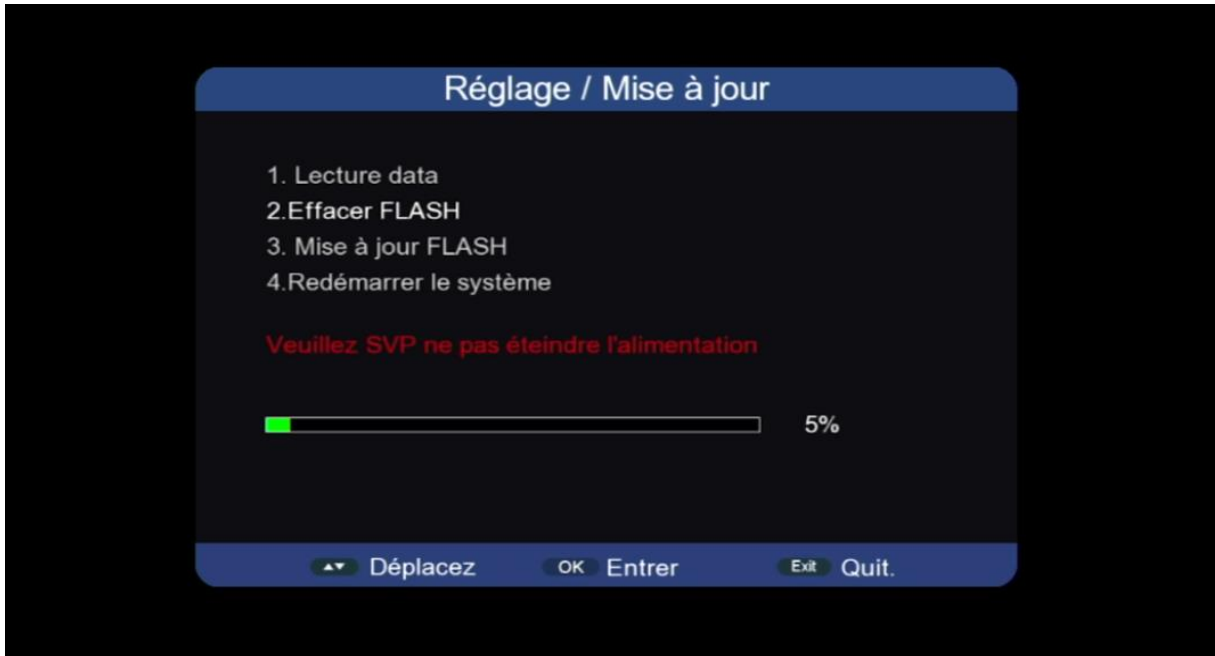 Réglage / Mise à jour
1. Lecture data
2.Effacer FLASH
3. Mise à jour FLASH
4.Redémarrer le système
Veuillez SVP ne pas éteindre l'alimentation
5%
▲▼ Déplacez OK Entrer Exit Quit.